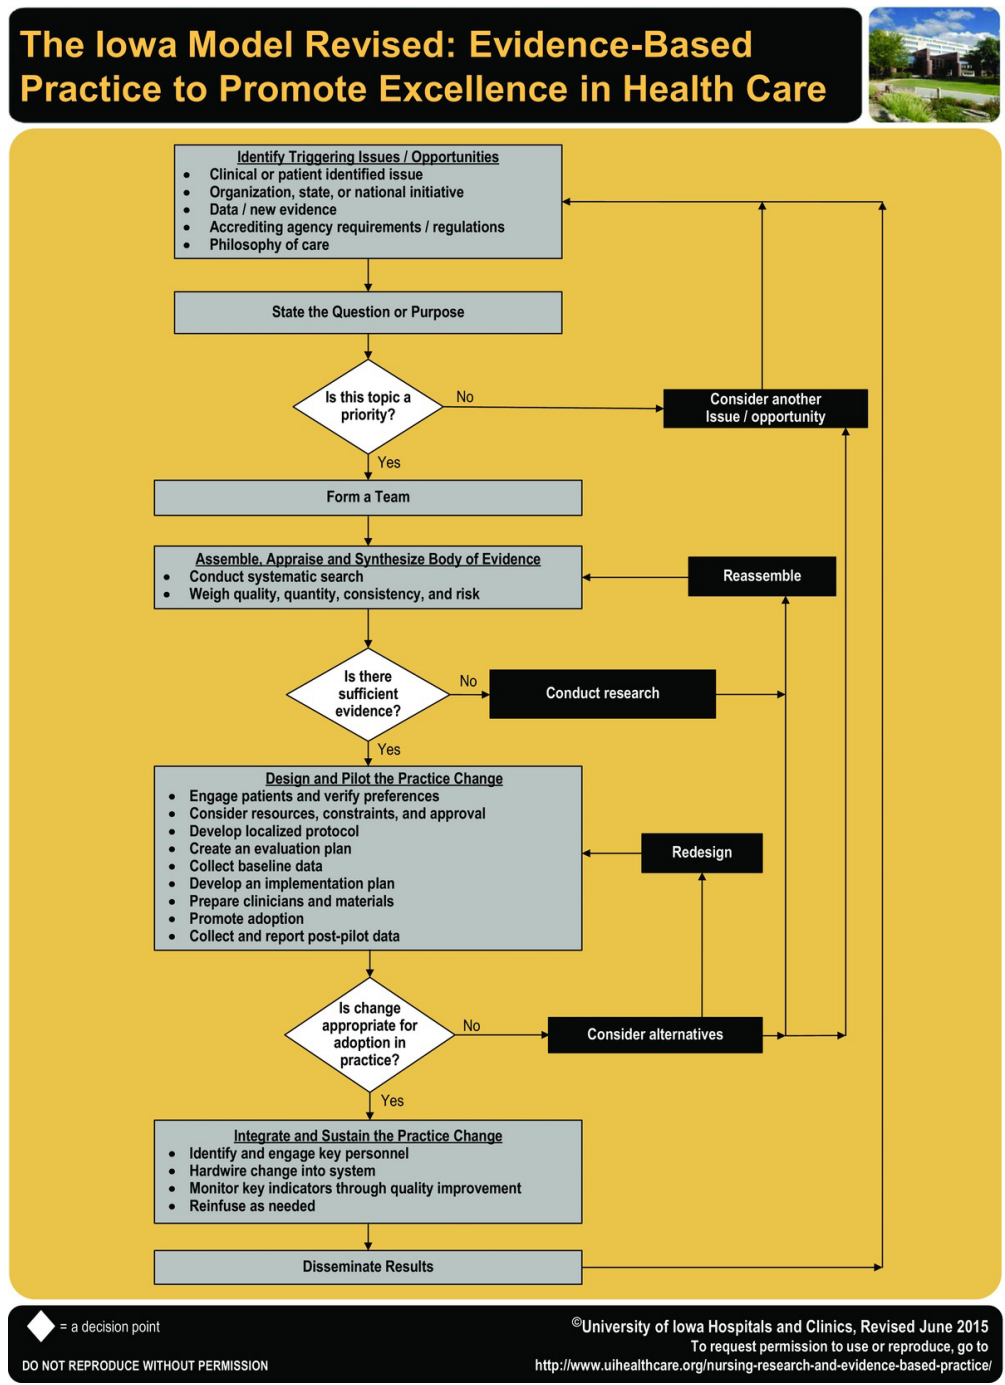 The Iowa Model Revised: Evidence-Based
Practice to Promote Excellence in Health Care
Identify Triggering Issues / Opportunities
• Clinical or patient identified issue
• Organization, state, or national initiative
• Data / new evidence
• Accrediting agency requirements / regulations
• Philosophy of care
State the Question or Purpose
Is this topic a
priority?
No
Consider another
Issue / opportunity
Yes
Form a Team
Assemble, Appraise and Synthesize Body of Evidence
• Conduct systematic search
• Weigh quality, quantity, consistency, and risk
Reassemble
Is there
sufficient
evidence?
No
Conduct research
Yes
Design and Pilot the Practice Change
• Engage patients and verify preferences
• Consider resources, constraints, and approval
• Develop localized protocol
• Create an evaluation plan
• Collect baseline data
• Develop an implementation plan
• Prepare clinicians and materials
• Promote adoption
• Collect and report post-pilot data
Redesign
Is change
appropriate for
adoption in
practice?
No
Consider alternatives
Yes
Integrate and Sustain the Practice Change
• Identify and engage key personnel
• Hardwire change into system
• Monitor key indicators through quality improvement
• Reinfuse as needed
Disseminate Results
= a decision point
DO NOT REPRODUCE WITHOUT PERMISSION
©University of Iowa Hospitals and Clinics, Revised June 2015
To request permission to use or reproduce, go to
http://www.uihealthcare.org/nursing-research-and-evidence-based-practice/